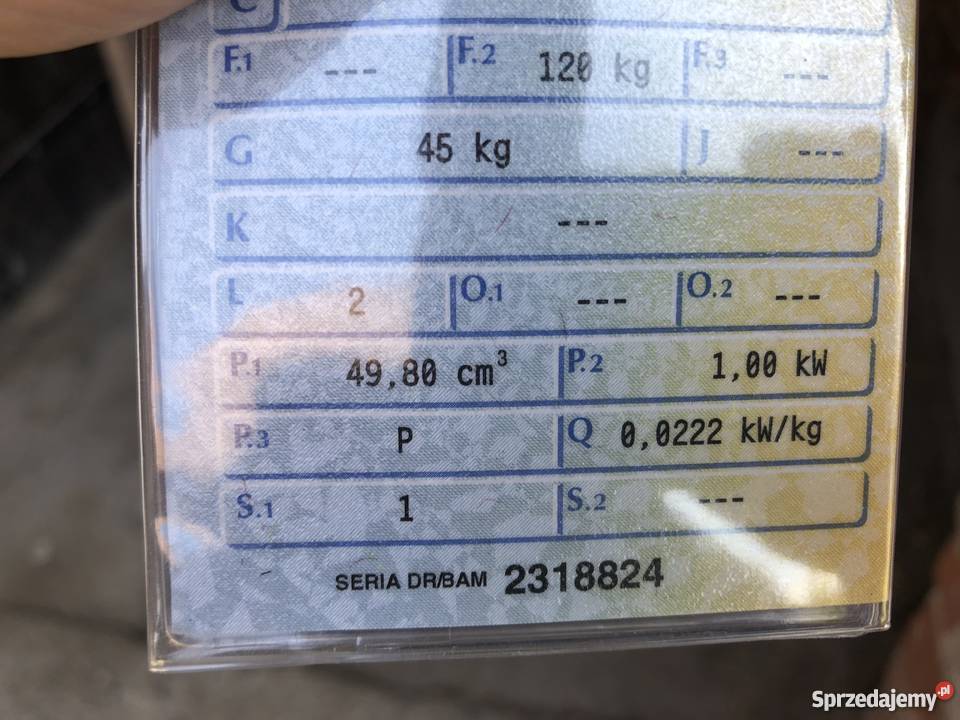 C
F.1 --- F.2 120 kg F.3 ---
G 45 kg J ---
K ---
L 2 O.1 --- O.2 ---
P.1 49,80 cm³ P.2 1,00 kW
P.3 P Q 0,0222 kW/kg
S.1 1 S.2 ---
SERIA DR/BAM 2318824
Sprzedajemy.pl